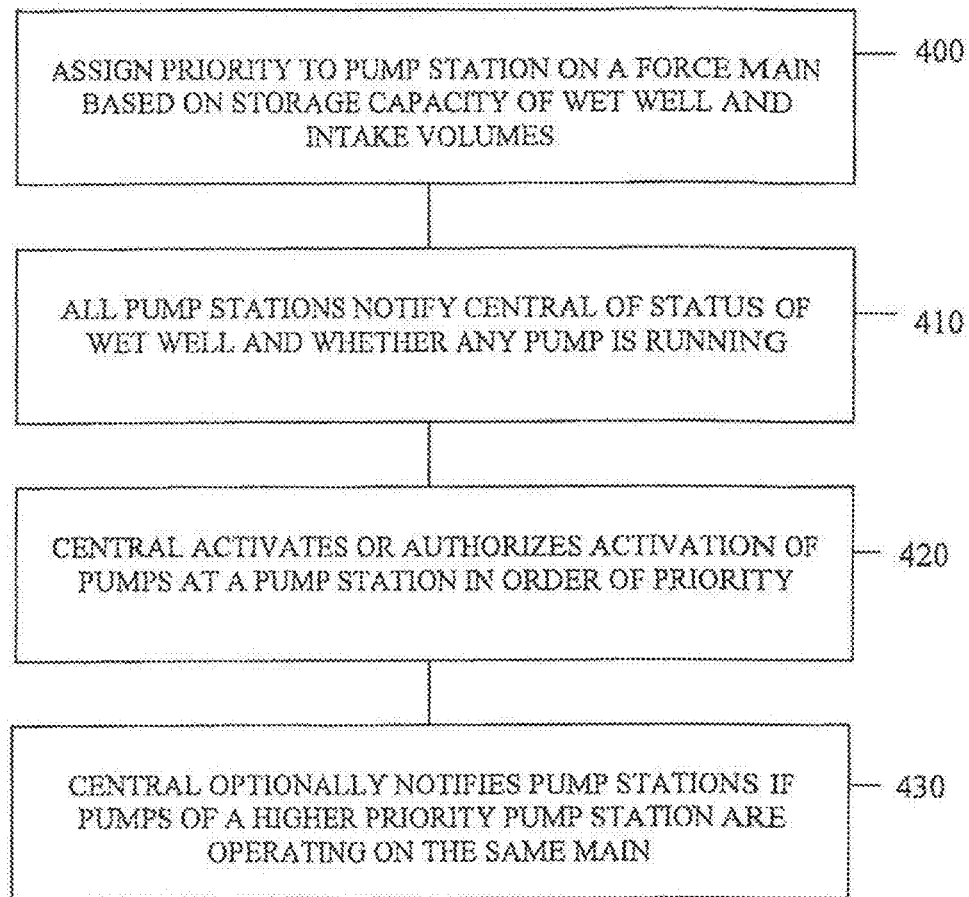 ASSIGN PRIORITY TO PUMP STATION ON A FORCE MAIN
BASED ON STORAGE CAPACITY OF WET WELL AND
INTAKE VOLUMES
400
ALL PUMP STATIONS NOTIFY CENTRAL OF STATUS OF
WET WELL AND WHETHER ANY PUMP IS RUNNING
410
CENTRAL ACTIVATES OR AUTHORIZES ACTIVATION OF
PUMPS AT A PUMP STATION IN ORDER OF PRIORITY
420
CENTRAL OPTIONALLY NOTIFIES PUMP STATIONS IF
PUMPS OF A HIGHER PRIORITY PUMP STATION ARE
OPERATING ON THE SAME MAIN
430